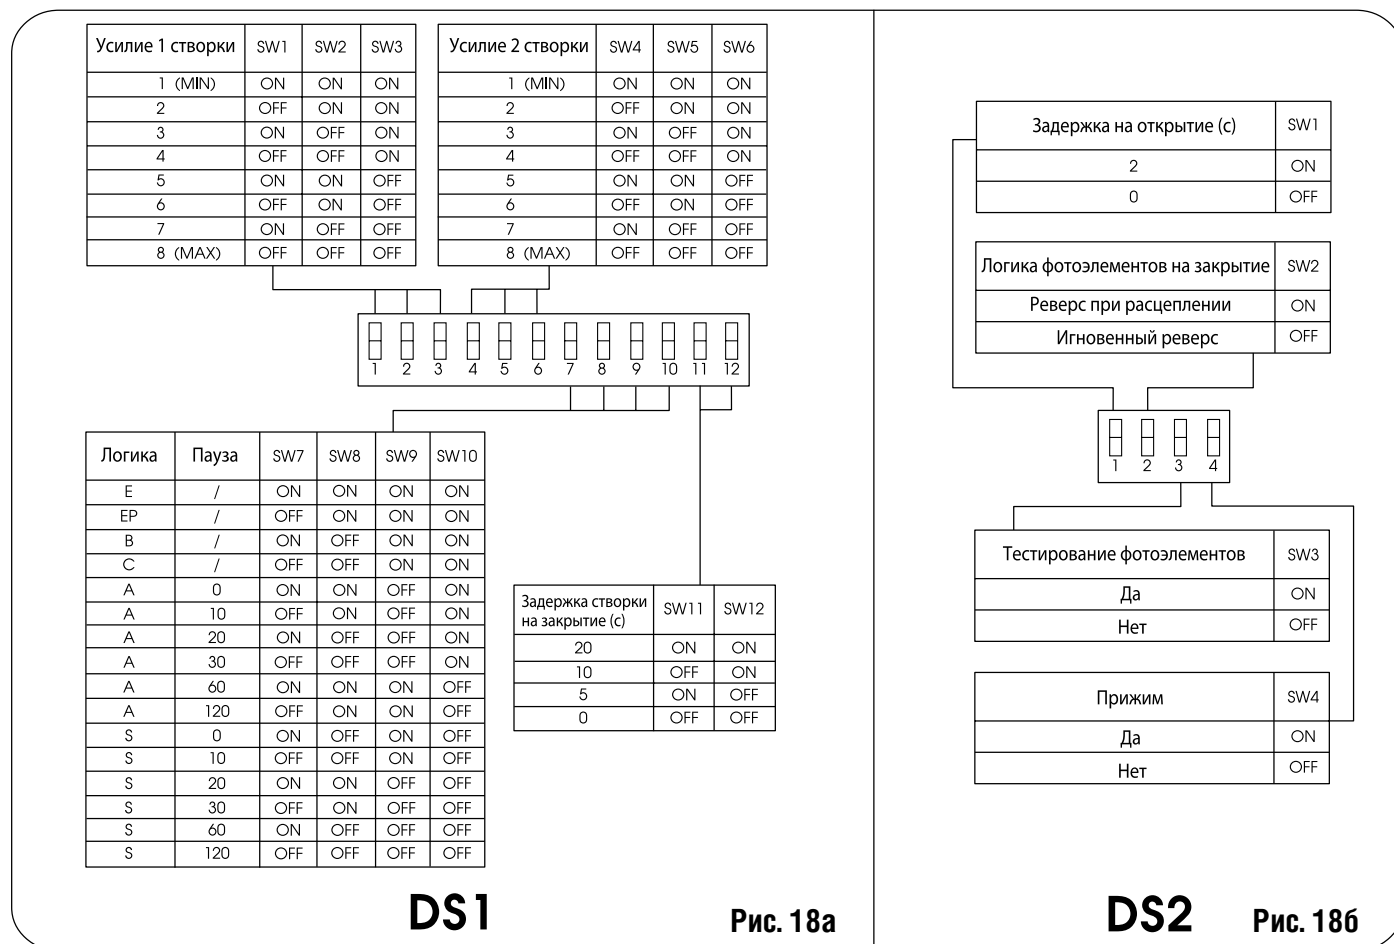 Усилие 1 створки SW1 SW2 SW3
1 (MIN) ON ON ON
2 OFF ON ON
3 ON OFF ON
4 OFF OFF ON
5 ON ON OFF
6 OFF ON OFF
7 ON OFF OFF
8 (MAX) OFF OFF OFF
Усилие 2 створки SW4 SW5 SW6
1 (MIN) ON ON ON
2 OFF ON ON
3 ON OFF ON
4 OFF OFF ON
5 ON ON OFF
6 OFF ON OFF
7 ON OFF OFF
8 (MAX) OFF OFF OFF
1 2 3 4 5 6 7 8 9 10 11 12
Логика Пауза SW7 SW8 SW9 SW10
E / ON ON ON ON
EP / OFF ON ON ON
B / ON OFF ON ON
C / OFF OFF ON ON
A 0 ON ON OFF ON
A 10 OFF ON OFF ON
A 20 ON OFF OFF ON
A 30 OFF OFF OFF ON
A 60 ON ON ON OFF
A 120 OFF ON ON OFF
S 0 ON OFF ON OFF
S 10 OFF OFF ON OFF
S 20 ON ON OFF OFF
S 30 OFF ON OFF OFF
S 60 ON OFF OFF OFF
S 120 OFF OFF OFF OFF
Задержка створки
на закрытие (с) SW11 SW12
20 ON ON
10 OFF ON
5 ON OFF
0 OFF OFF
DS1 Рис. 18а
Задержка на открытие (с) SW1
2 ON
0 OFF
Логика фотоэлементов на закрытие SW2
Реверс при расцеплении ON
Игновенный реверс OFF
1 2 3 4
Тестирование фотоэлементов SW3
Да ON
Нет OFF
Прижим SW4
Да ON
Нет OFF
DS2 Рис. 18б